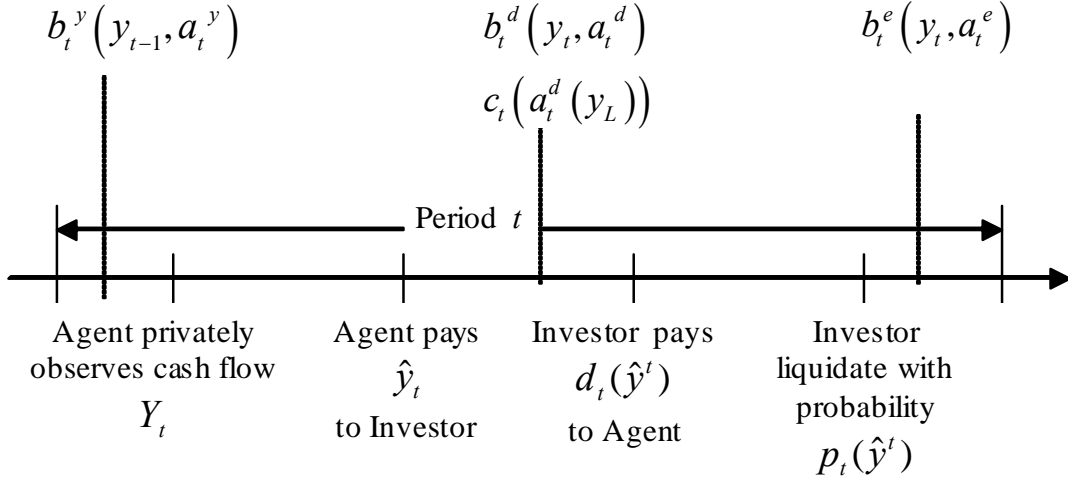 b_t^y(y_{t-1}, a_t^y)
b_t^d(y_t, a_t^d)
c_t(a_t^d(y_L))
b_t^e(y_t, a_t^e)
Period t
Agent privately
observes cash flow
Y_t
Agent pays
ŷ_t
to Investor
Investor pays
d_t(ŷ^t)
to Agent
Investor
liquidate with
probability
p_t(ŷ^t)